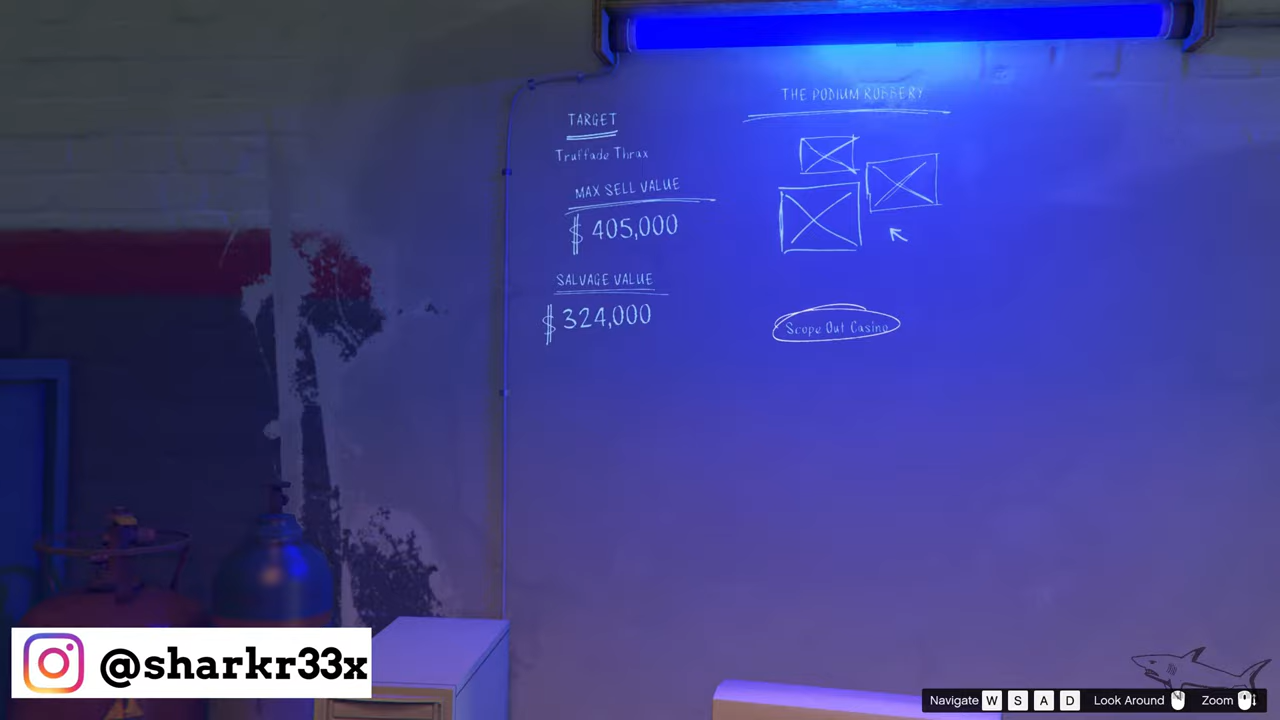 THE PODIUM ROBBERY
TARGET
Truffade Thrax
MAX SELL VALUE
$ 405,000
SALVAGE VALUE
$ 324,000
Scope Out Casino
@sharkr33x
Navigate W S A D Look Around Zoom